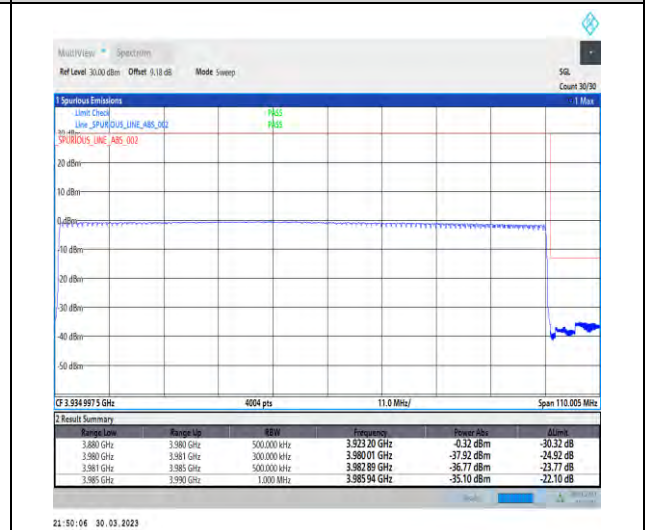 MultiView Spectrum
Ref Level 30.00 dBm Offset 9.18 dB Mode Sweep SGL
Count 30/30
1 Spurious Emissions 1 Max
Limit Check PASS
Line _SPURIOUS_LINE_ABS_002 PASS
_SPURIOUS_LINE_ABS_002
20 dBm
10 dBm
0 dBm
-10 dBm
-20 dBm
-30 dBm
-40 dBm
-50 dBm
CF 3.934 997 5 GHz 4004 pts 11.0 MHz/ Span 110.005 MHz
2 Result Summary
Range Low Range Up RBW Frequency Power Abs ΔLimit
3.880 GHz 3.980 GHz 500.000 kHz 3.923 20 GHz -0.32 dBm -30.32 dB
3.980 GHz 3.981 GHz 300.000 kHz 3.980 01 GHz -37.92 dBm -24.92 dB
3.981 GHz 3.985 GHz 500.000 kHz 3.982 89 GHz -36.77 dBm -23.77 dB
3.985 GHz 3.990 GHz 1.000 MHz 3.985 94 GHz -35.10 dBm -22.10 dB
21:50:06 30.03.2023